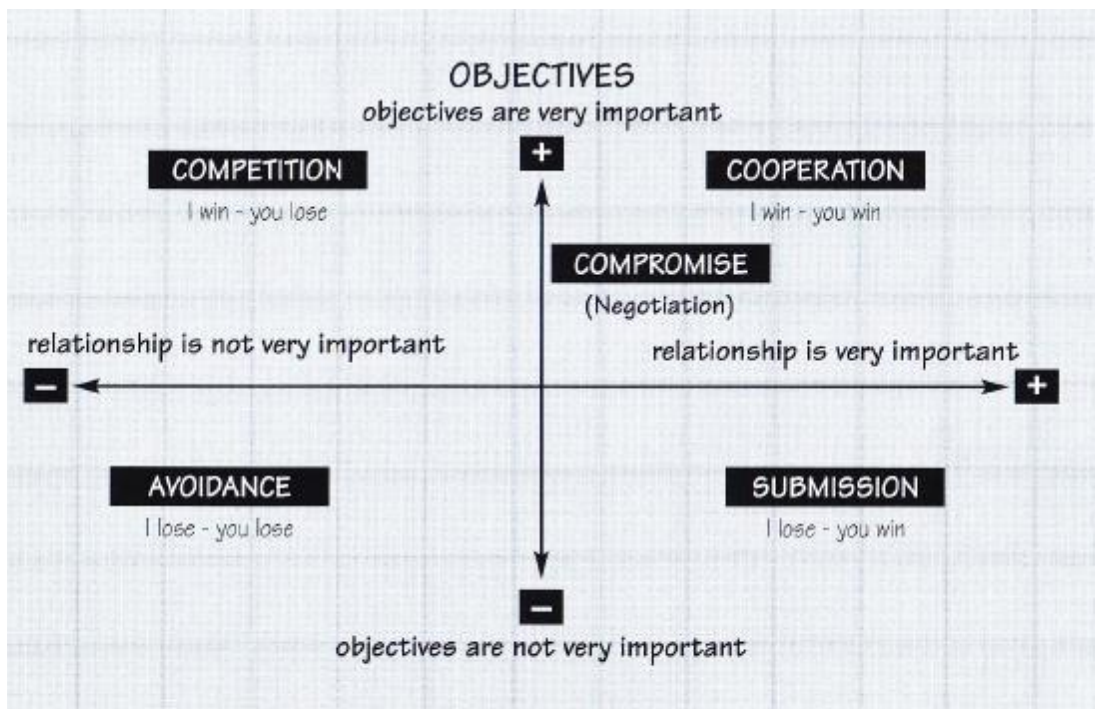 OBJECTIVES
objectives are very important
+
COMPETITION
I win - you lose
COOPERATION
I win - you win
COMPROMISE
(Negotiation)
relationship is not very important
relationship is very important
–
+
AVOIDANCE
I lose - you lose
SUBMISSION
I lose - you win
–
objectives are not very important